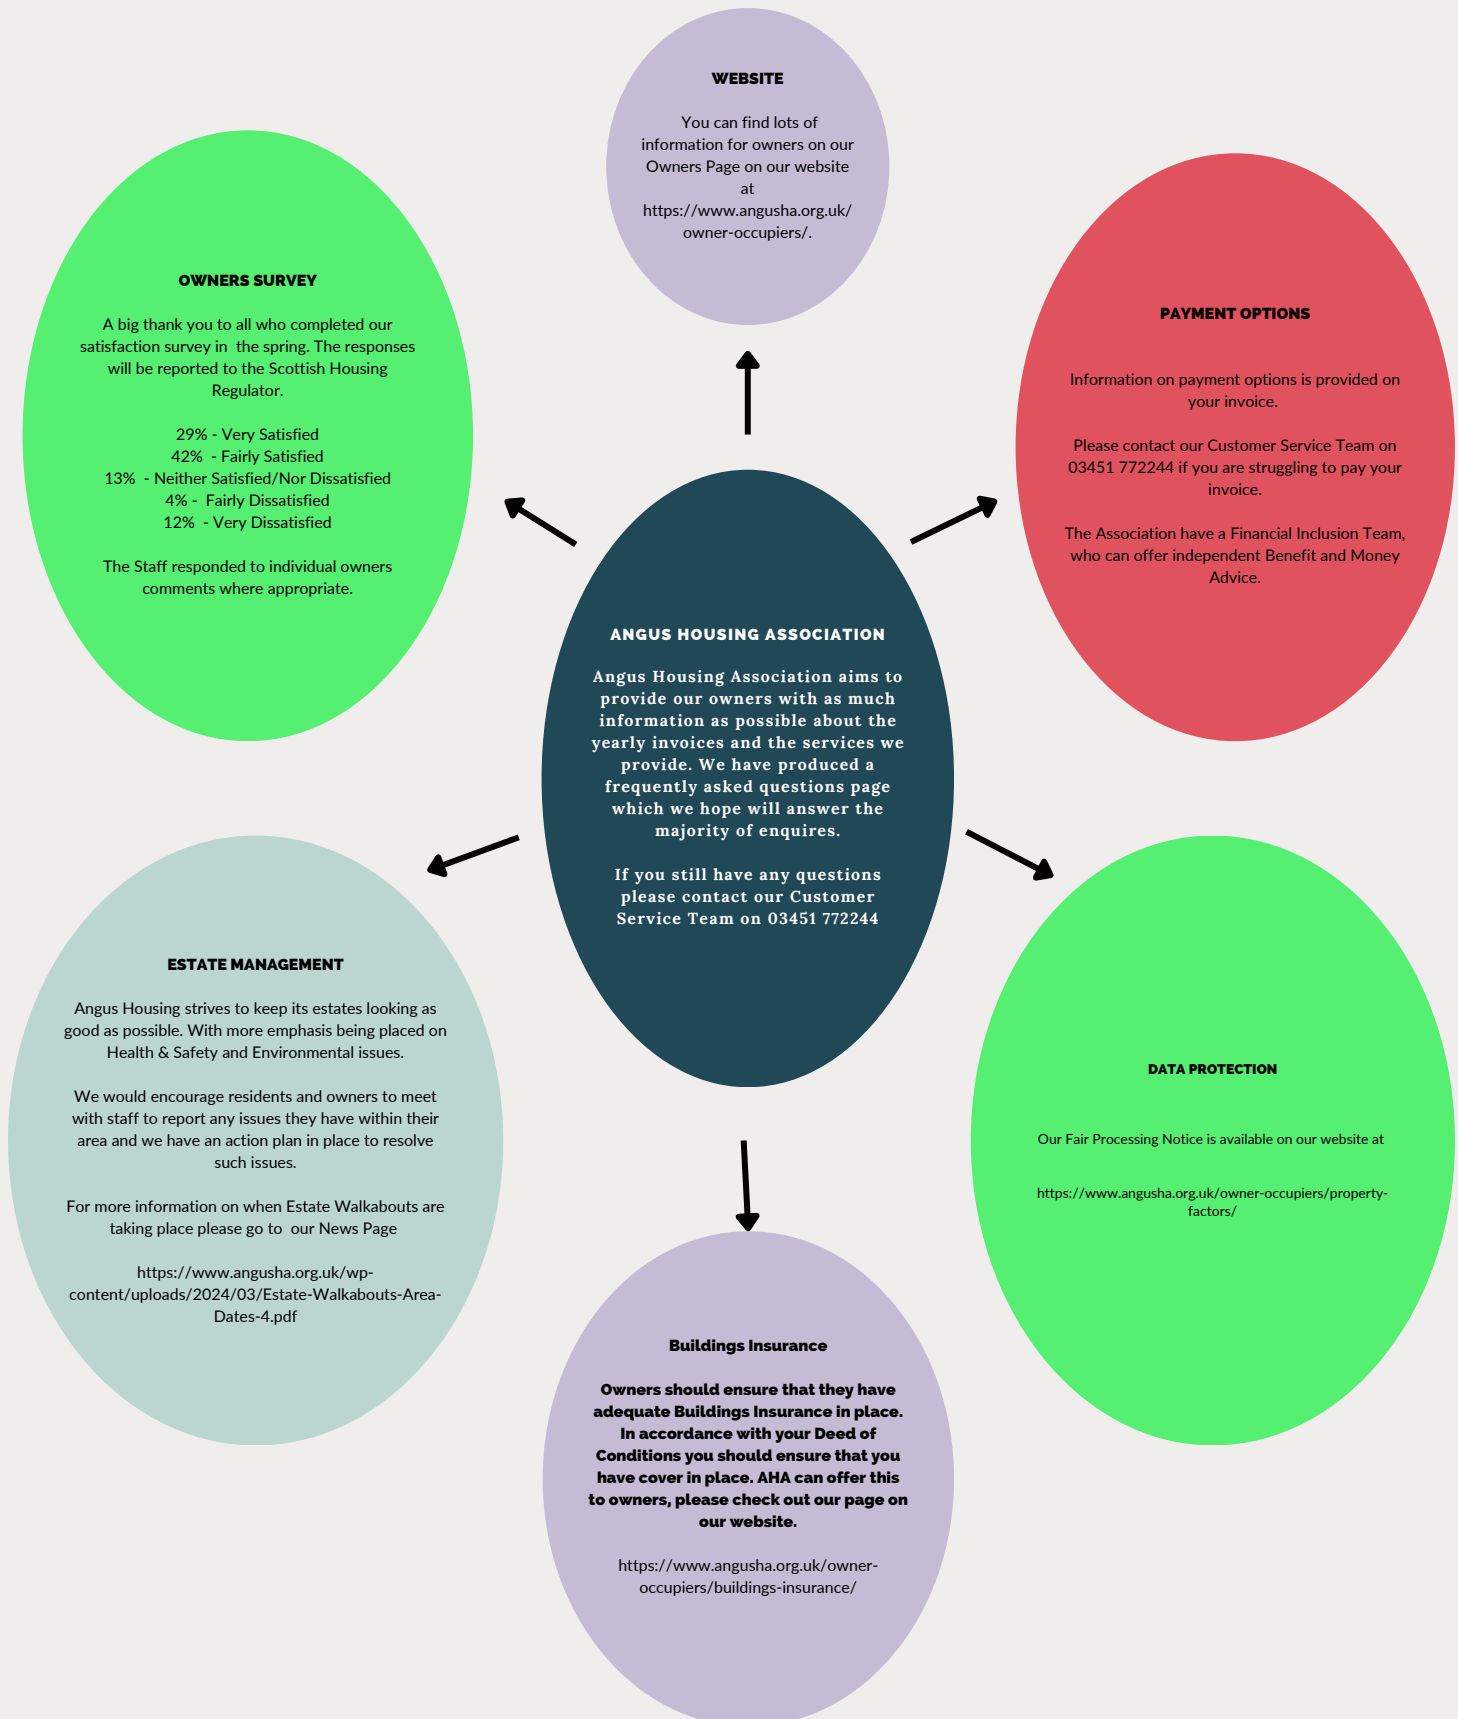 WEBSITE
You can find lots of
information for owners on our
Owners Page on our website
at
https://www.angusha.org.uk/
owner-occupiers/.
OWNERS SURVEY
A big thank you to all who completed our
satisfaction survey in  the spring. The responses
will be reported to the Scottish Housing
Regulator.
29% - Very Satisfied
42%  - Fairly Satisfied
13%  - Neither Satisfied/Nor Dissatisfied
4% -  Fairly Dissatisfied
12%  - Very Dissatisfied
The Staff responded to individual owners
comments where appropriate.
PAYMENT OPTIONS
Information on payment options is provided on
your invoice.
Please contact our Customer Service Team on
03451 772244 if you are struggling to pay your
invoice.
The Association have a Financial Inclusion Team,
who can offer independent Benefit and Money
Advice.
ANGUS HOUSING ASSOCIATION
Angus Housing Association aims to
provide our owners with as much
information as possible about the
yearly invoices and the services we
provide. We have produced a
frequently asked questions page
which we hope will answer the
majority of enquires.
If you still have any questions
please contact our Customer
Service Team on 03451 772244
ESTATE MANAGEMENT
Angus Housing strives to keep its estates looking as
good as possible. With more emphasis being placed on
Health & Safety and Environmental issues.
We would encourage residents and owners to meet
with staff to report any issues they have within their
area and we have an action plan in place to resolve
such issues.
For more information on when Estate Walkabouts are
taking place please go to  our News Page
https://www.angusha.org.uk/wp-
content/uploads/2024/03/Estate-Walkabouts-Area-
Dates-4.pdf
DATA PROTECTION
Our Fair Processing Notice is available on our website at
https://www.angusha.org.uk/owner-occupiers/property-
factors/
Buildings Insurance
Owners should ensure that they have
adequate Buildings Insurance in place.
In accordance with your Deed of
Conditions you should ensure that you
have cover in place. AHA can offer this
to owners, please check out our page on
our website.
https://www.angusha.org.uk/owner-
occupiers/buildings-insurance/